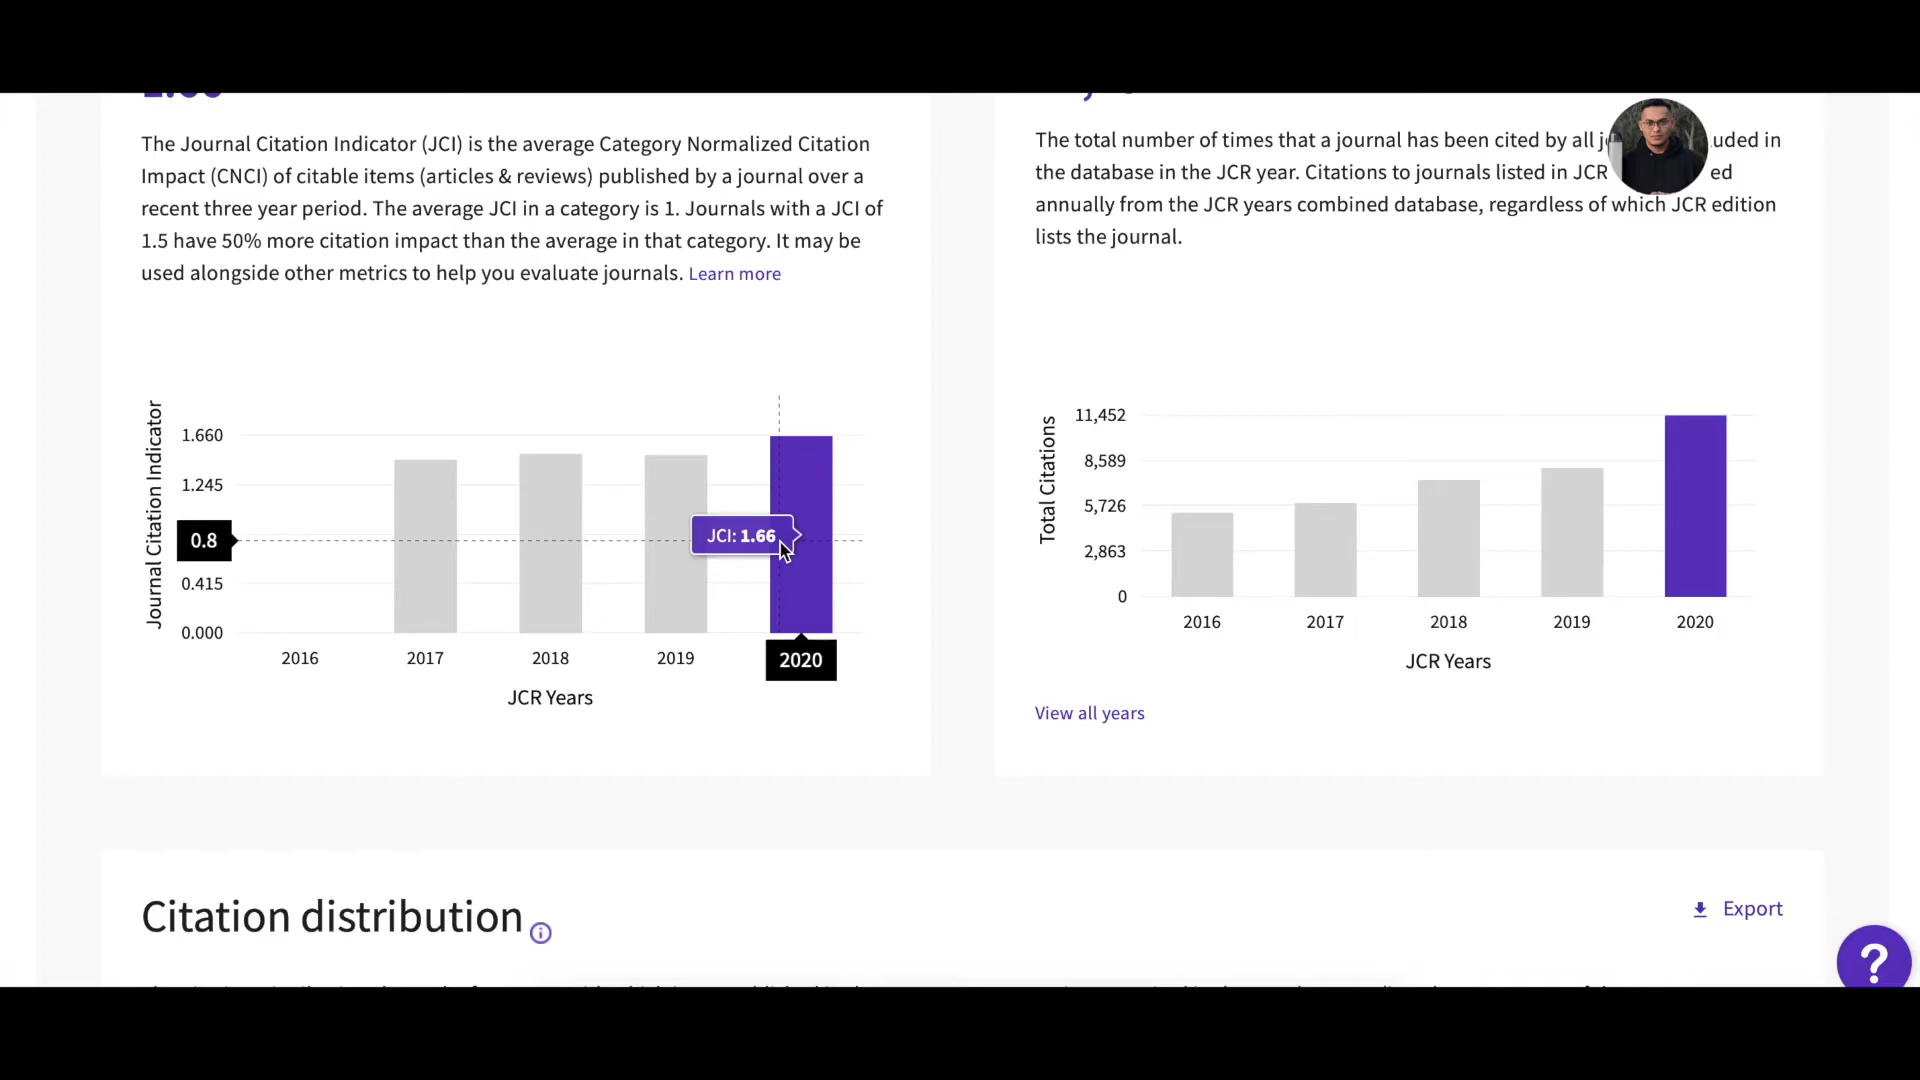 The Journal Citation Indicator (JCI) is the average Category Normalized Citation
Impact (CNCI) of citable items (articles & reviews) published by a journal over a
recent three year period. The average JCI in a category is 1. Journals with a JCI of
1.5 have 50% more citation impact than the average in that category. It may be
used alongside other metrics to help you evaluate journals. Learn more
Journal Citation Indicator
1.660
1.245
0.8
0.415
0.000
JCI: 1.66
2016 2017 2018 2019 2020
JCR Years
The total number of times that a journal has been cited by all uded in
the database in the JCR year. Citations to journals listed in JCR ed
annually from the JCR years combined database, regardless of which JCR edition
lists the journal.
Total Citations
11,452
8,589
5,726
2,863
0
2016 2017 2018 2019 2020
JCR Years
View all years
Citation distribution
Export
?